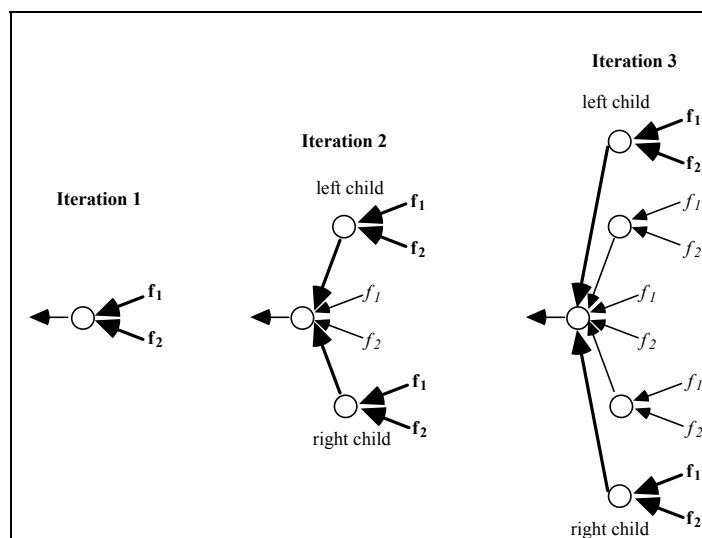 Iteration 1
f1
f2
Iteration 2
left child
f1
f2
f1
f2
f1
f2
right child
Iteration 3
left child
f1
f2
f1
f2
f1
f2
f1
f2
f1
f2
right child